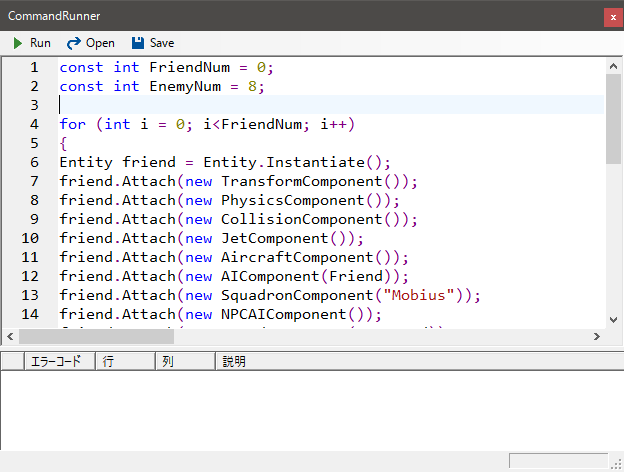 CommandRunner
Run Open Save
1 const int FriendNum = 0;
2 const int EnemyNum = 8;
3
4 for (int i = 0; i<FriendNum; i++)
5 {
6 Entity friend = Entity.Instantiate();
7 friend.Attach(new TransformComponent());
8 friend.Attach(new PhysicsComponent());
9 friend.Attach(new CollisionComponent());
10 friend.Attach(new JetComponent());
11 friend.Attach(new AircraftComponent());
12 friend.Attach(new AIComponent(Friend));
13 friend.Attach(new SquadronComponent("Mobius"));
14 friend.Attach(new NPCAIComponent());
エラーコード 行 列 説明